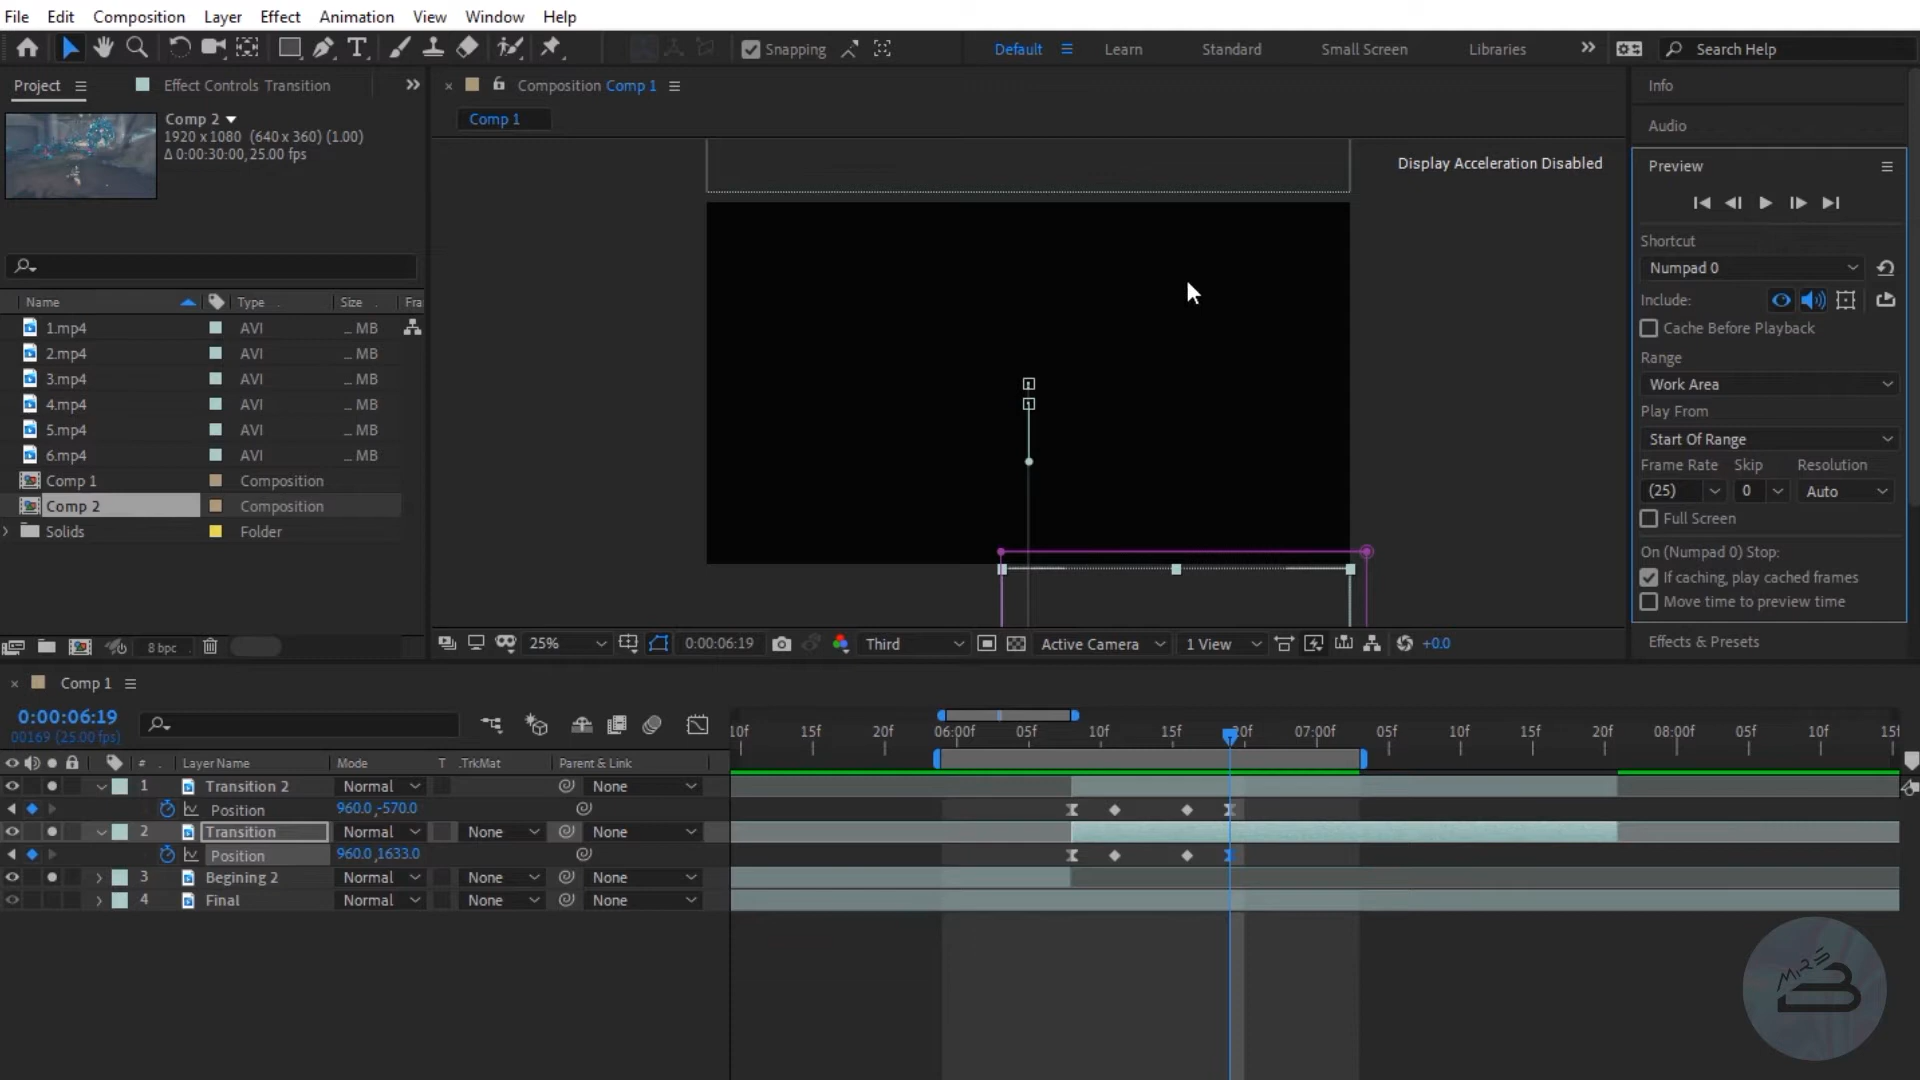 File Edit Composition Layer Effect Animation View Window Help
Snapping Default Learn Standard Small Screen Libraries Search Help
Project Effect Controls Transition
Composition Comp 1
Info
Comp 2
1920 x 1080 (640 x 360) (1.00)
Δ 0:00:30:00, 25.00 fps
Comp 1
Audio
Display Acceleration Disabled
Preview
Shortcut
Numpad 0
Include:
Cache Before Playback
Range
Work Area
Play From
Start Of Range
Frame Rate Skip Resolution
(25) 0 Auto
Full Screen
On (Numpad 0) Stop:
If caching, play cached frames
Move time to preview time
Effects & Presets
Name Type Size Fra
1.mp4 AVI ... MB
2.mp4 AVI ... MB
3.mp4 AVI ... MB
4.mp4 AVI ... MB
5.mp4 AVI ... MB
6.mp4 AVI ... MB
Comp 1 Composition
Comp 2 Composition
Solids Folder
8 bpc
25% 0:00:06:19 Third Active Camera 1 View +0.0
Comp 1
0:00:06:19
00169 (25.00 fps)
10f 15f 20f 06:00f 05f 10f 15f 20f 07:00f 05f 10f 15f 20f 08:00f 05f 10f 15f
# Layer Name Mode T .TrkMat Parent & Link
1 Transition 2 Normal None
Position 960.0,-570.0
2 Transition Normal None None
Position 960.0,1633.0
3 Begining 2 Normal None None
4 Final Normal None None